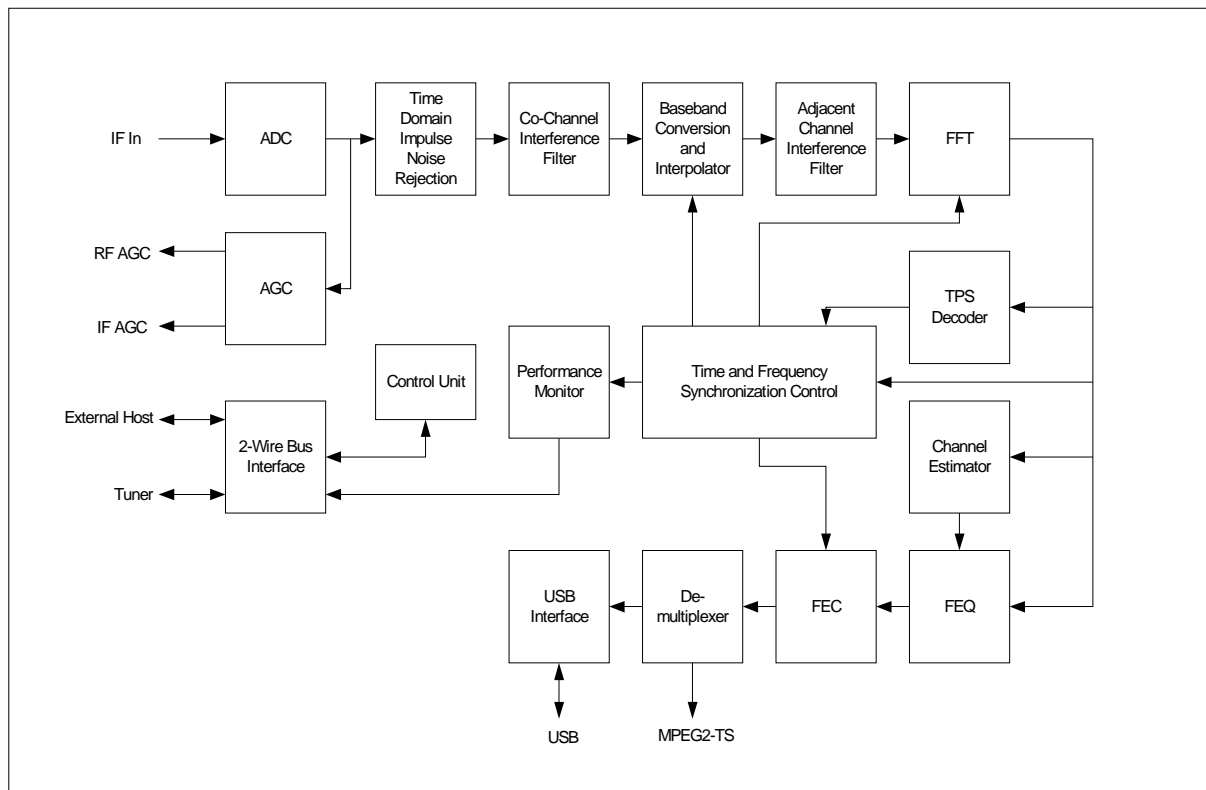 IF In
ADC
Time
Domain
Impulse
Noise
Rejection
Co-Channel
Interference
Filter
Baseband
Conversion
and
Interpolator
Adjacent
Channel
Interference
Filter
FFT
RF AGC
AGC
IF AGC
TPS
Decoder
Control Unit
Performance
Monitor
Time and Frequency
Synchronization Control
External Host
2-Wire Bus
Interface
Tuner
Channel
Estimator
USB
Interface
De-
multiplexer
FEC
FEQ
USB
MPEG2-TS